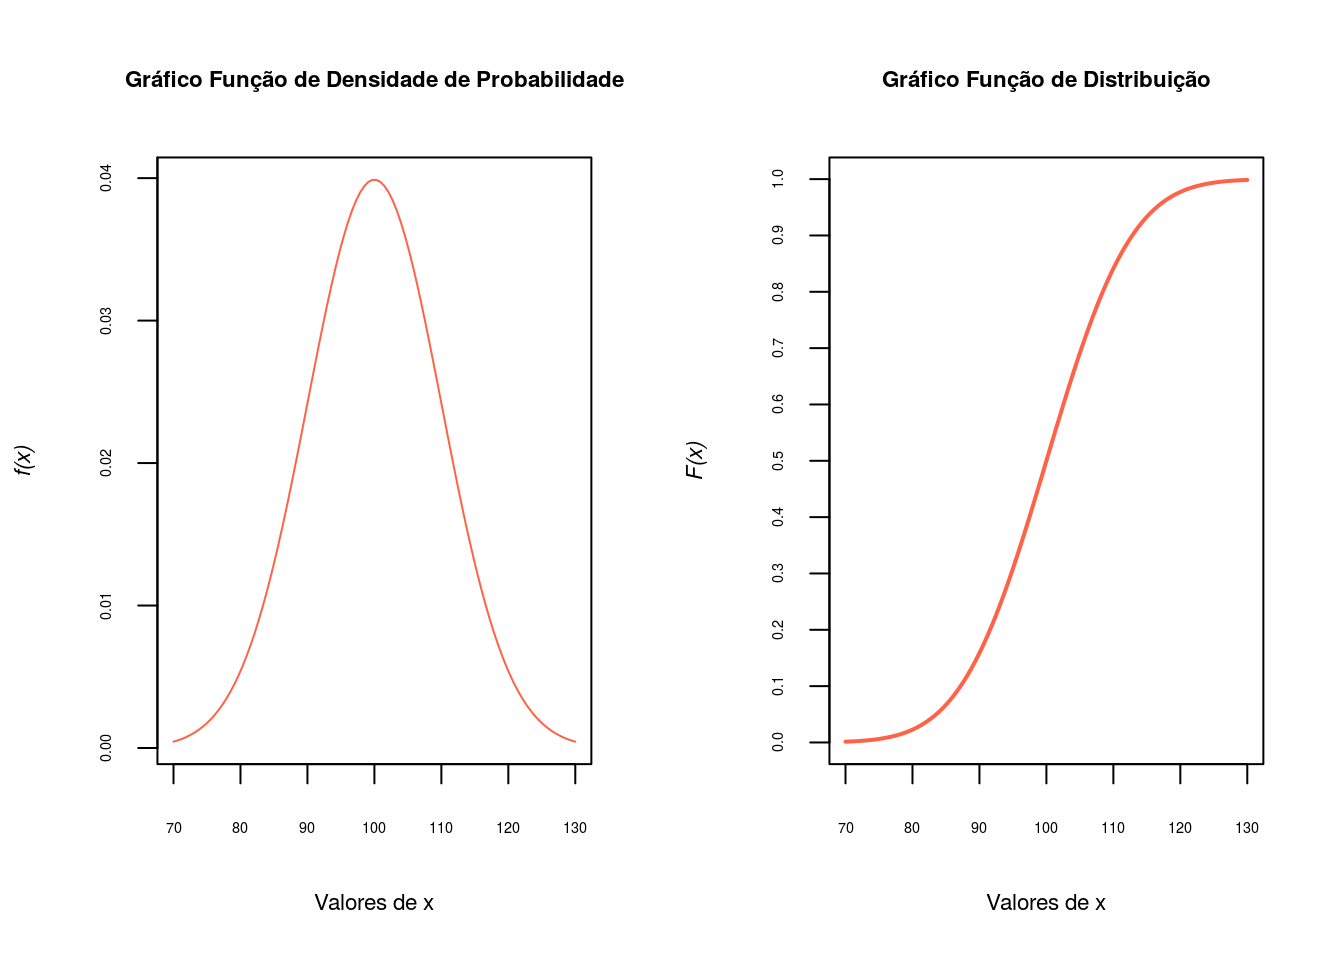 Gráfico Função de Densidade de Probabilidade
f(x)
0.04
0.03
0.02
0.01
0.00
70 80 90 100 110 120 130
Valores de x
Gráfico Função de Distribuição
F(x)
1.0
0.9
0.8
0.7
0.6
0.5
0.4
0.3
0.2
0.1
0.0
70 80 90 100 110 120 130
Valores de x